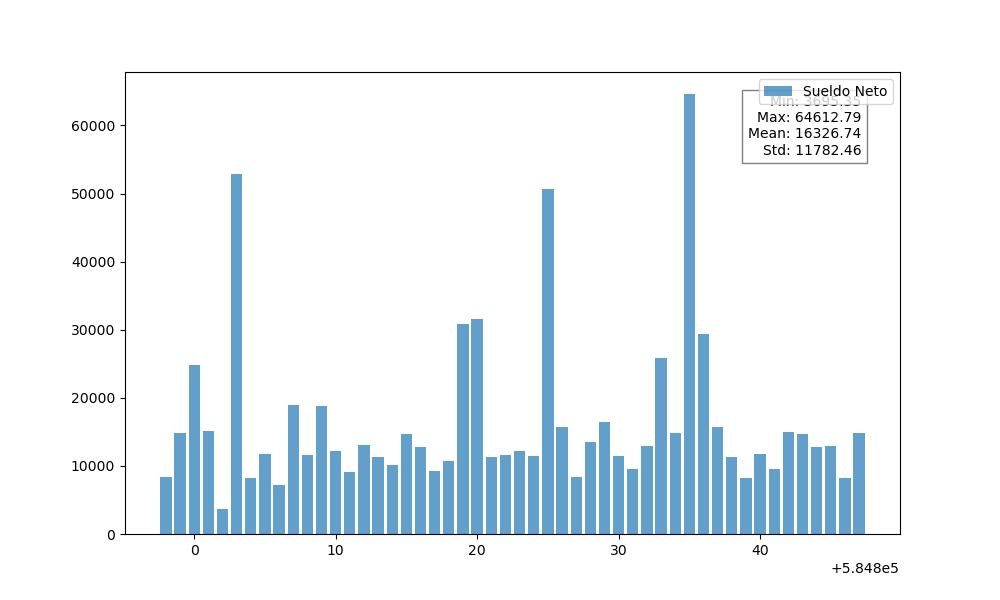 Sueldo Neto
Min: 3695.35
Max: 64612.79
Mean: 16326.74
Std: 11782.46
60000
50000
40000
30000
20000
10000
0
0 10 20 30 40
+5.848e5